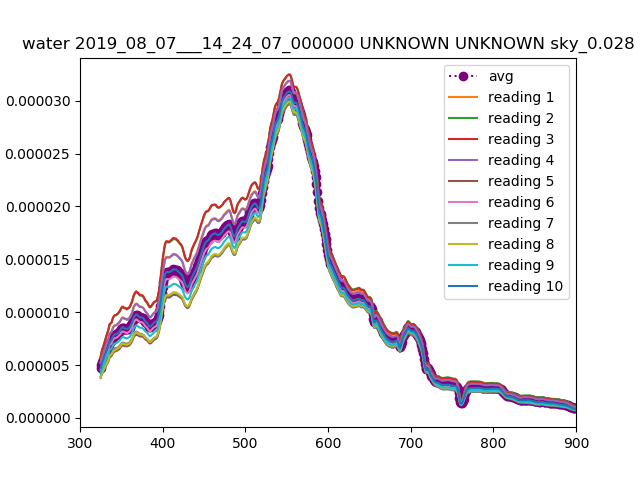 water 2019_08_07___14_24_07_000000 UNKNOWN UNKNOWN sky_0.028
0.000030
0.000025
0.000020
0.000015
0.000010
0.000005
0.000000
300 400 500 600 700 800 900
avg
reading 1
reading 2
reading 3
reading 4
reading 5
reading 6
reading 7
reading 8
reading 9
reading 10